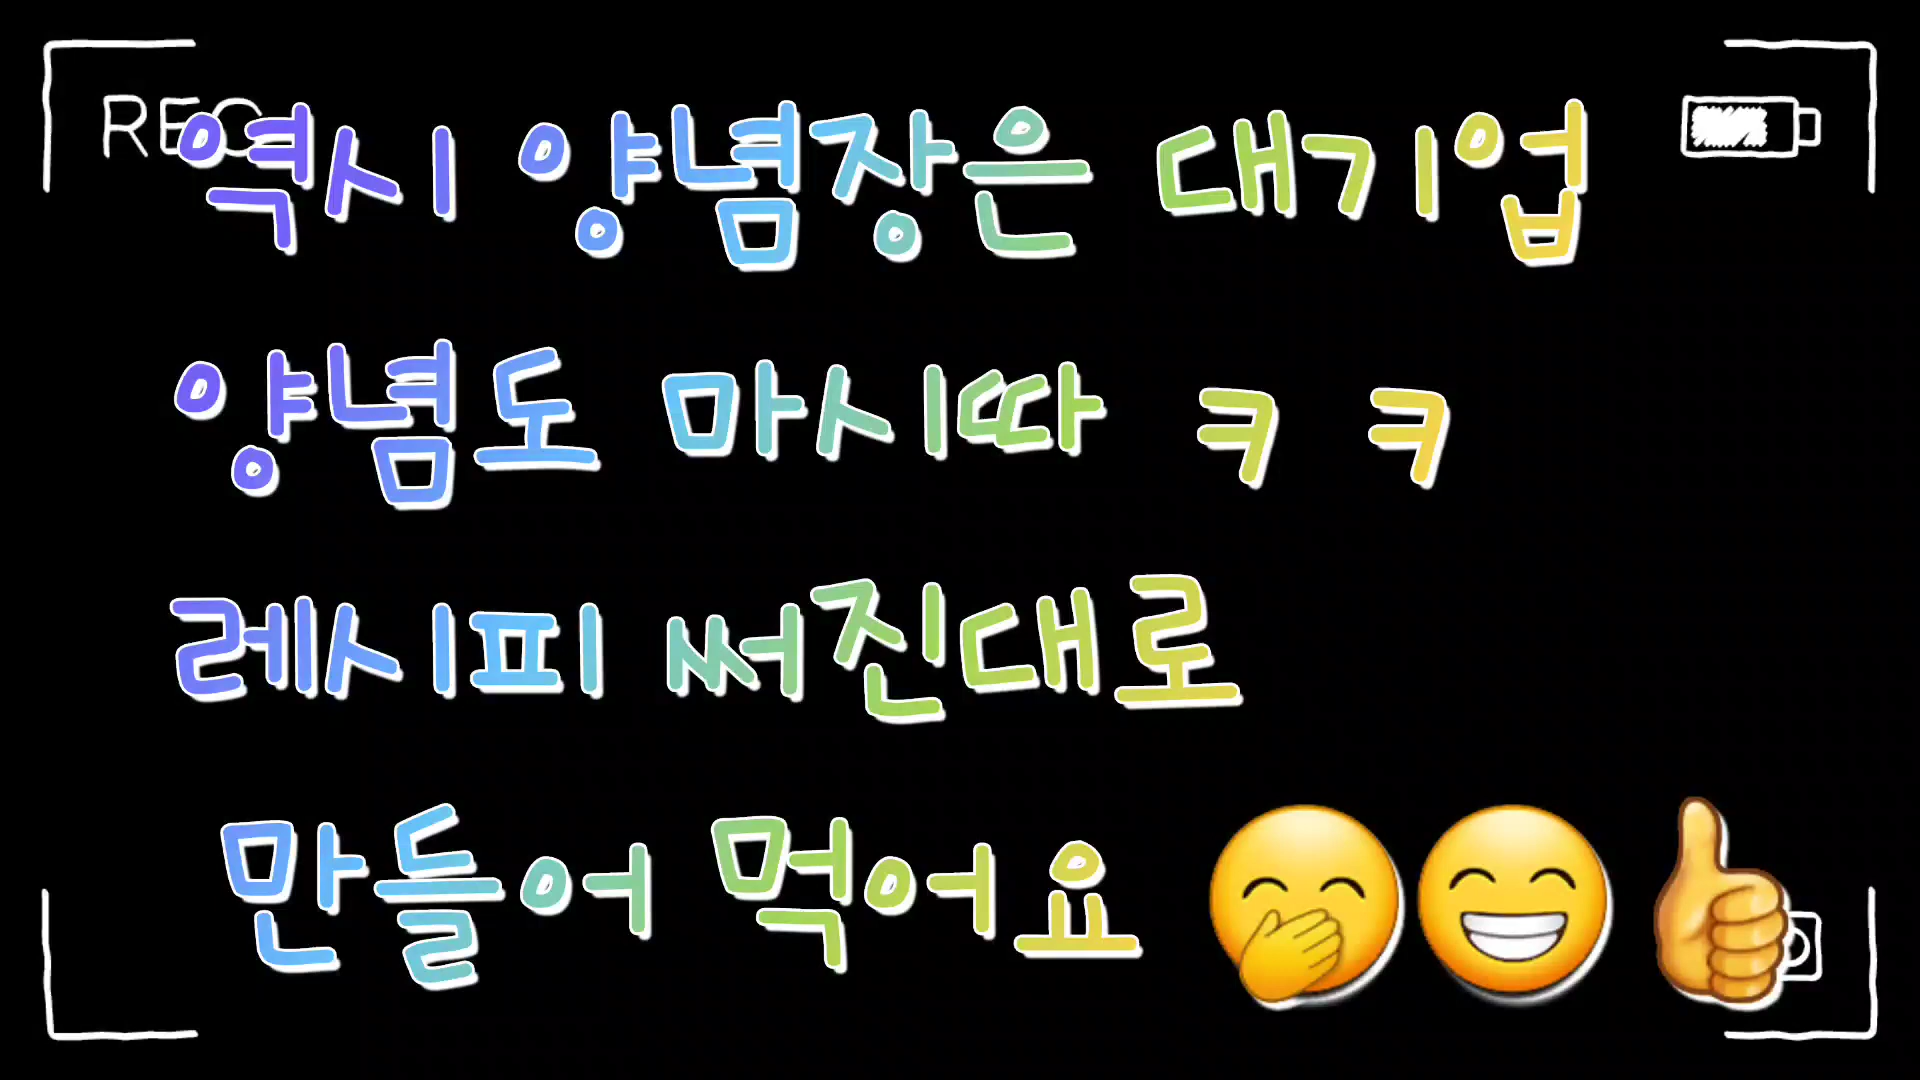 REC
역시 양념장은 대기업
양념도 마시따 ㅋ ㅋ
레시피 써진대로
만들어 먹어요 🤭😁👍